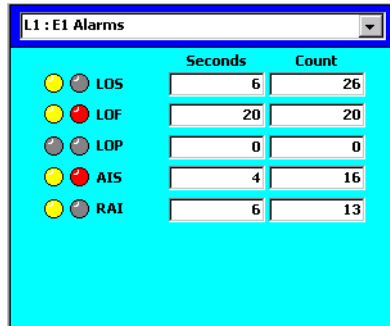 L1 : E1 Alarms
Seconds Count
LOS 6 26
LOF 20 20
LOP 0 0
AIS 4 16
RAI 6 13